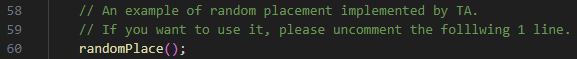 58 // An example of random placement implemented by TA.
59 // If you want to use it, please uncomment the folllwing 1 line.
60 randomPlace();